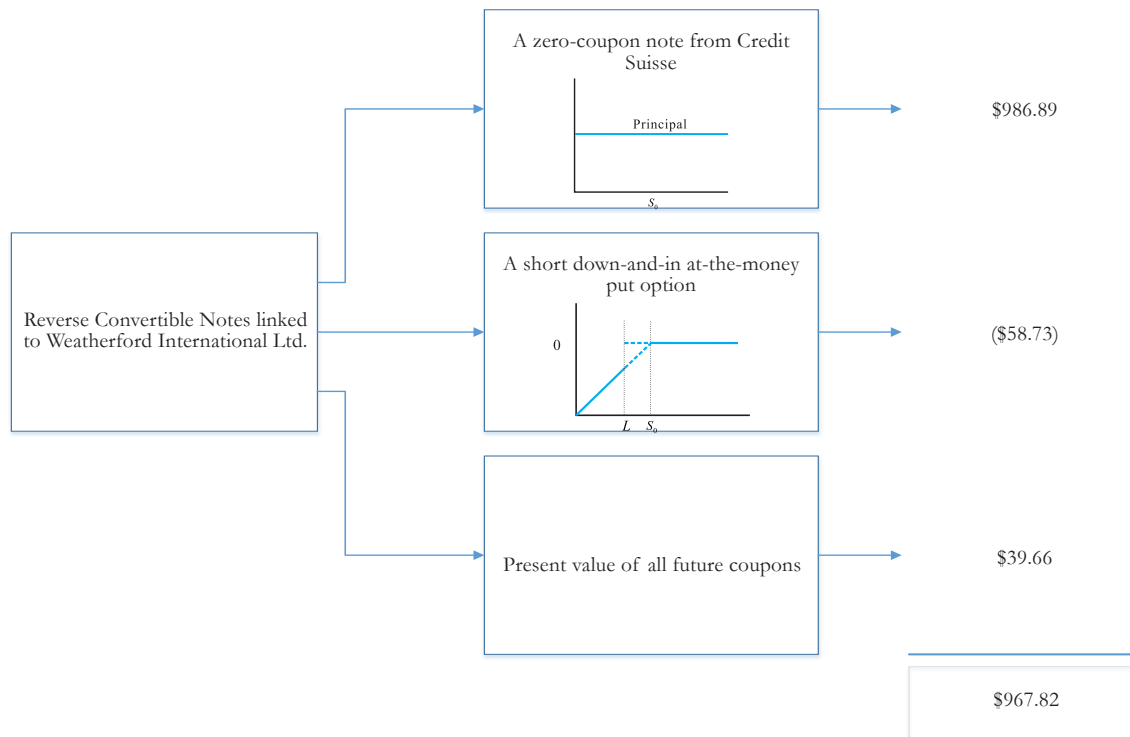 A zero-coupon note from Credit
Suisse
Principal
S₀
$986.89
Reverse Convertible Notes linked
to Weatherford International Ltd.
A short down-and-in at-the-money
put option
0
L S₀
($58.73)
Present value of all future coupons
$39.66
$967.82